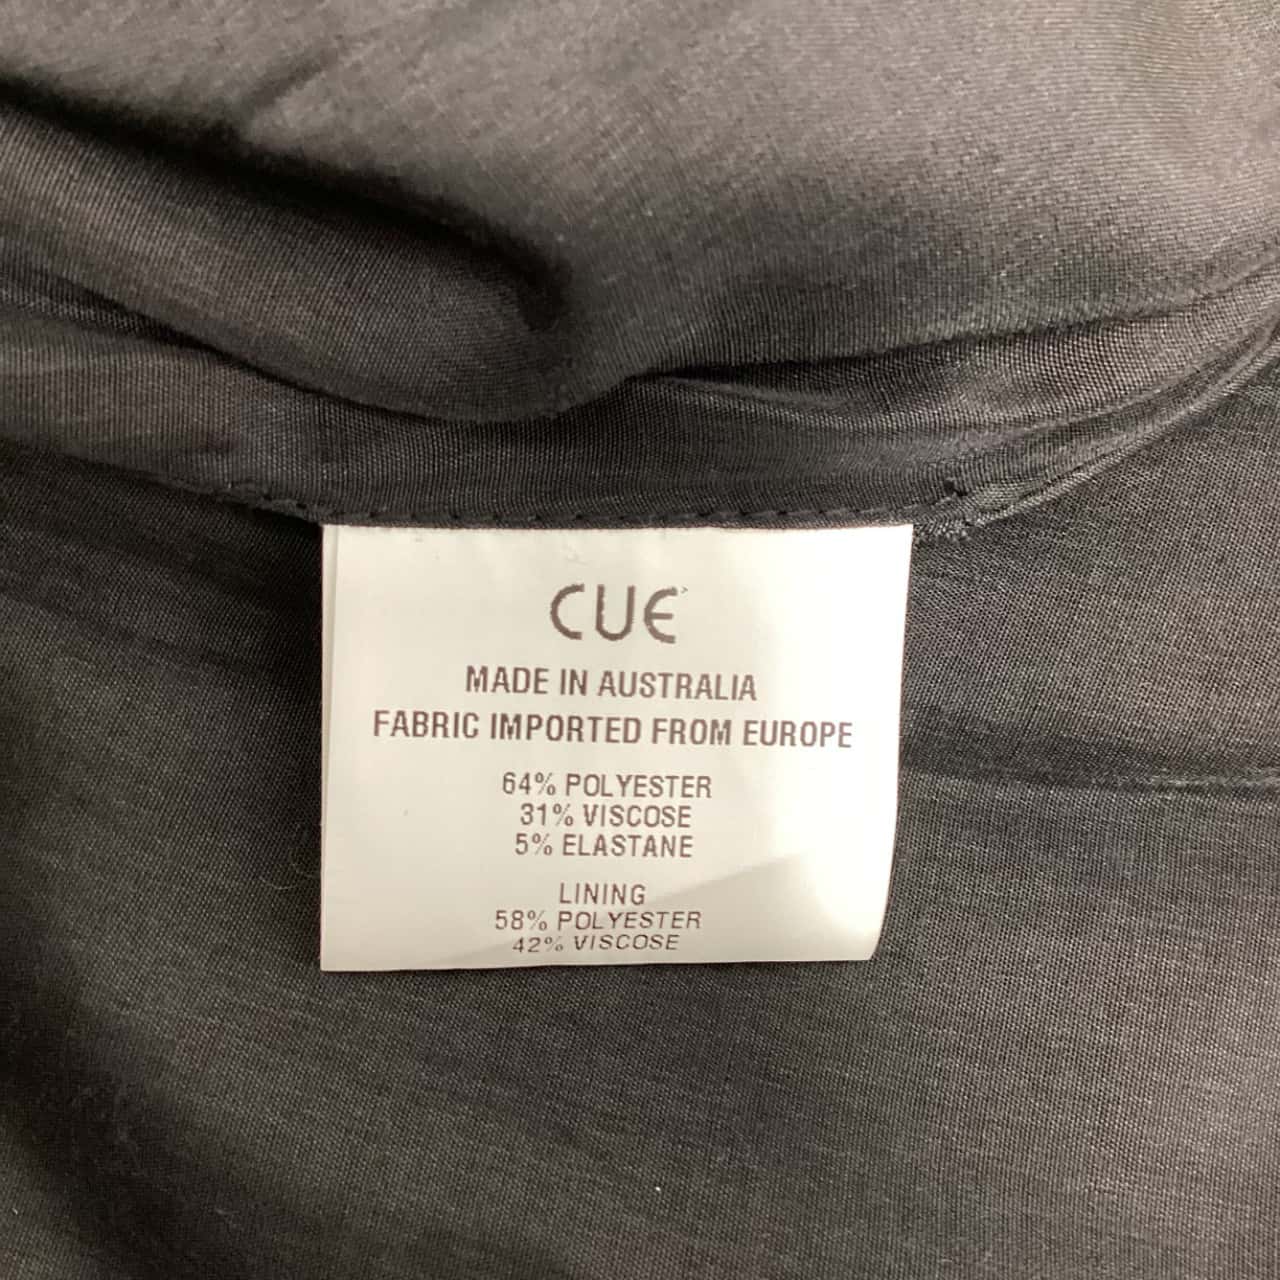 CUE
MADE IN AUSTRALIA
FABRIC IMPORTED FROM EUROPE
64% POLYESTER
31% VISCOSE
5% ELASTANE
LINING
58% POLYESTER
42% VISCOSE